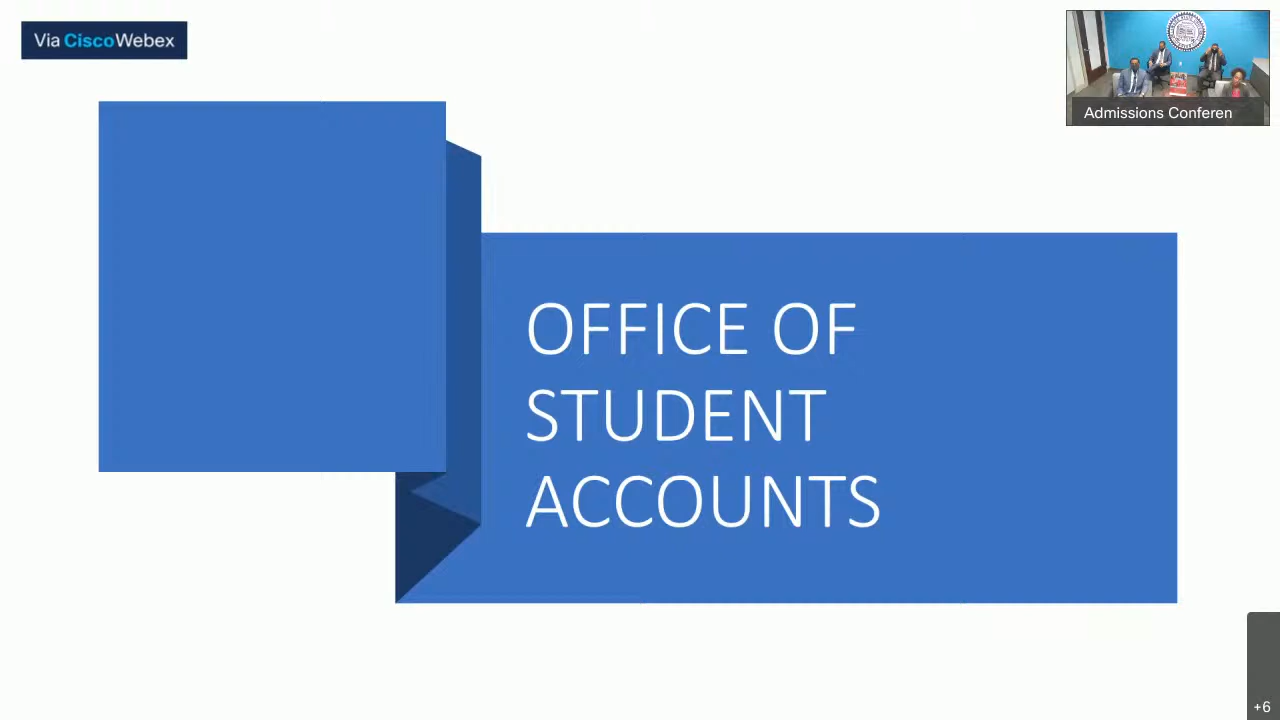 Via CiscoWebex
Admissions Conferen
OFFICE OF
STUDENT
ACCOUNTS
+6